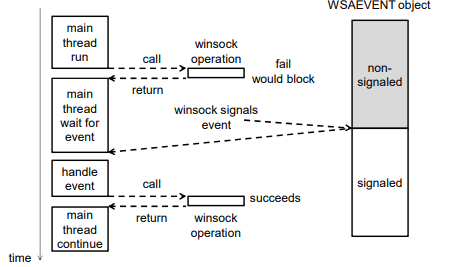 WSAEVENT object
main
thread
run
call
return
winsock
operation
fail
would block
non-
signaled
main
thread
wait for
event
winsock signals
event
handle
event
call
return
succeeds
winsock
operation
signaled
main
thread
continue
time